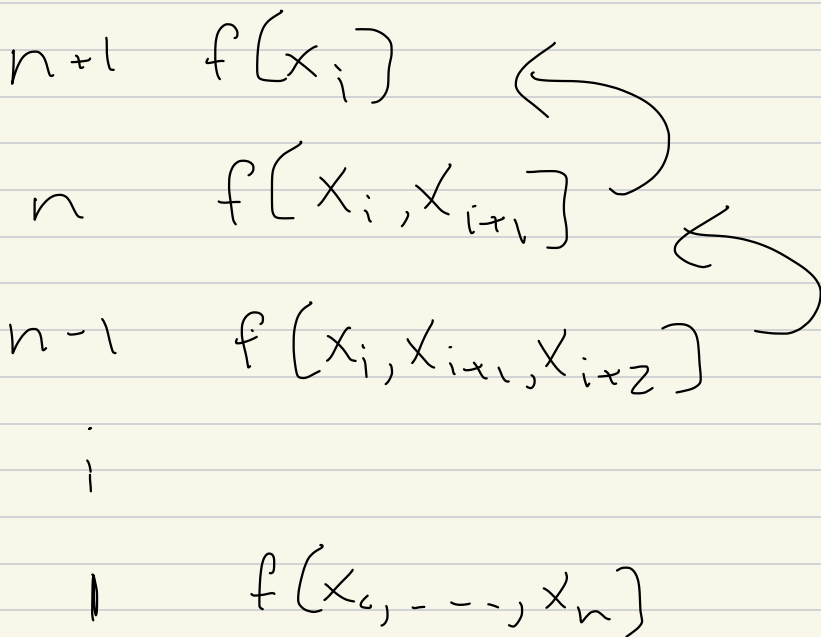 n+1 f[x_i]
n f[x_i, x_{i+1}]
n-1 f[x_i, x_{i+1}, x_{i+2}]
⋮
1 f[x_0, ----, x_n]